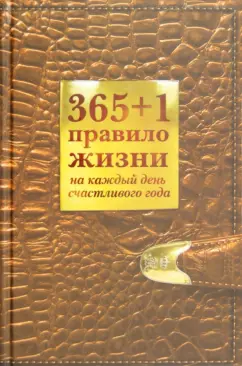 365+1
правило
жизни
на каждый день
счастливого года